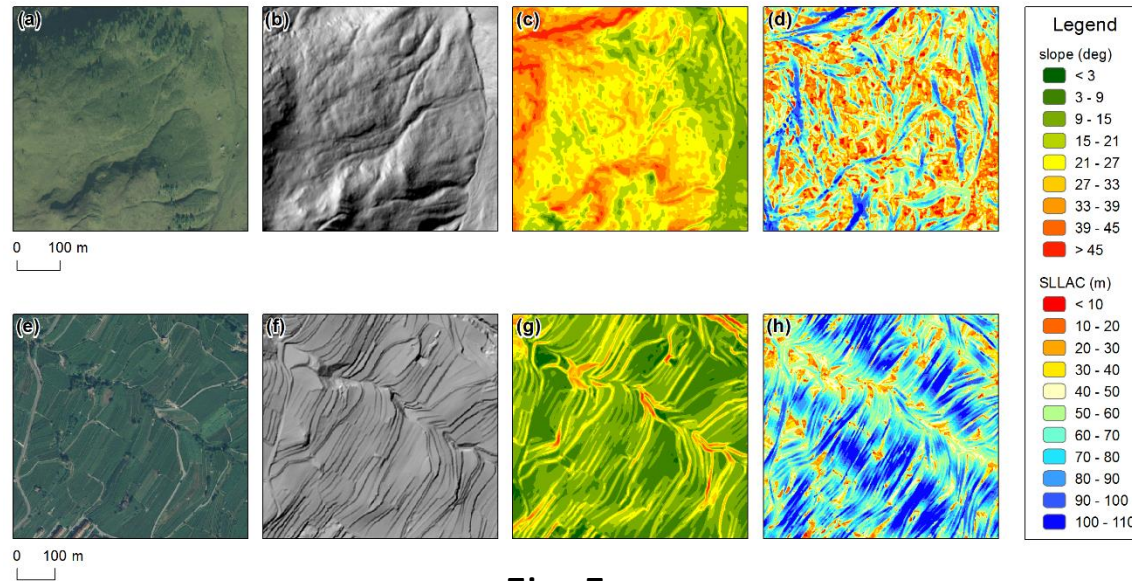 (a)
(b)
(c)
(d)
0 100 m
(e)
(f)
(g)
(h)
0 100 m
Legend
slope (deg)
< 3
3 - 9
9 - 15
15 - 21
21 - 27
27 - 33
33 - 39
39 - 45
> 45
SLLAC (m)
< 10
10 - 20
20 - 30
30 - 40
40 - 50
50 - 60
60 - 70
70 - 80
80 - 90
90 - 100
100 - 110